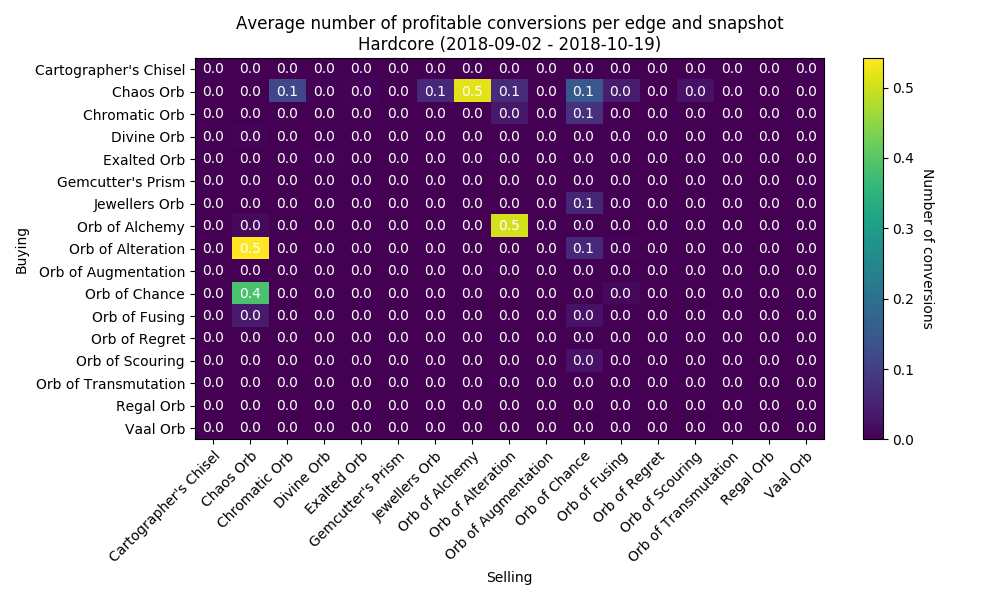 Average number of profitable conversions per edge and snapshot
Hardcore (2018-09-02 - 2018-10-19)
Buying
Cartographer's Chisel 0.0 0.0 0.0 0.0 0.0 0.0 0.0 0.0 0.0 0.0 0.0 0.0 0.0 0.0 0.0 0.0 0.0
Chaos Orb 0.0 0.0 0.1 0.0 0.0 0.0 0.1 0.5 0.1 0.0 0.1 0.0 0.0 0.0 0.0 0.0 0.0
Chromatic Orb 0.0 0.0 0.0 0.0 0.0 0.0 0.0 0.0 0.0 0.0 0.1 0.0 0.0 0.0 0.0 0.0 0.0
Divine Orb 0.0 0.0 0.0 0.0 0.0 0.0 0.0 0.0 0.0 0.0 0.0 0.0 0.0 0.0 0.0 0.0 0.0
Exalted Orb 0.0 0.0 0.0 0.0 0.0 0.0 0.0 0.0 0.0 0.0 0.0 0.0 0.0 0.0 0.0 0.0 0.0
Gemcutter's Prism 0.0 0.0 0.0 0.0 0.0 0.0 0.0 0.0 0.0 0.0 0.0 0.0 0.0 0.0 0.0 0.0 0.0
Jewellers Orb 0.0 0.0 0.0 0.0 0.0 0.0 0.0 0.0 0.0 0.0 0.1 0.0 0.0 0.0 0.0 0.0 0.0
Orb of Alchemy 0.0 0.0 0.0 0.0 0.0 0.0 0.0 0.0 0.5 0.0 0.0 0.0 0.0 0.0 0.0 0.0 0.0
Orb of Alteration 0.0 0.5 0.0 0.0 0.0 0.0 0.0 0.0 0.0 0.0 0.1 0.0 0.0 0.0 0.0 0.0 0.0
Orb of Augmentation 0.0 0.0 0.0 0.0 0.0 0.0 0.0 0.0 0.0 0.0 0.0 0.0 0.0 0.0 0.0 0.0 0.0
Orb of Chance 0.0 0.4 0.0 0.0 0.0 0.0 0.0 0.0 0.0 0.0 0.0 0.0 0.0 0.0 0.0 0.0 0.0
Orb of Fusing 0.0 0.0 0.0 0.0 0.0 0.0 0.0 0.0 0.0 0.0 0.0 0.0 0.0 0.0 0.0 0.0 0.0
Orb of Regret 0.0 0.0 0.0 0.0 0.0 0.0 0.0 0.0 0.0 0.0 0.0 0.0 0.0 0.0 0.0 0.0 0.0
Orb of Scouring 0.0 0.0 0.0 0.0 0.0 0.0 0.0 0.0 0.0 0.0 0.0 0.0 0.0 0.0 0.0 0.0 0.0
Orb of Transmutation 0.0 0.0 0.0 0.0 0.0 0.0 0.0 0.0 0.0 0.0 0.0 0.0 0.0 0.0 0.0 0.0 0.0
Regal Orb 0.0 0.0 0.0 0.0 0.0 0.0 0.0 0.0 0.0 0.0 0.0 0.0 0.0 0.0 0.0 0.0 0.0
Vaal Orb 0.0 0.0 0.0 0.0 0.0 0.0 0.0 0.0 0.0 0.0 0.0 0.0 0.0 0.0 0.0 0.0 0.0
Cartographer's Chisel
Chaos Orb
Chromatic Orb
Divine Orb
Exalted Orb
Gemcutter's Prism
Jewellers Orb
Orb of Alchemy
Orb of Alteration
Orb of Augmentation
Orb of Chance
Orb of Fusing
Orb of Regret
Orb of Scouring
Orb of Transmutation
Regal Orb
Vaal Orb
Selling
0.5
0.4
0.3
0.2
0.1
0.0
Number of conversions